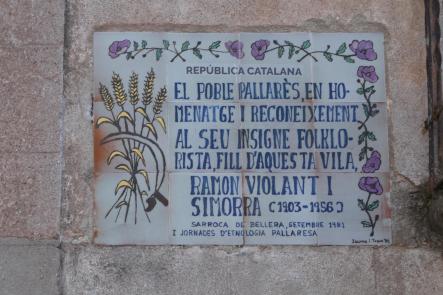 REPÚBLICA CATALANA
EL POBLE PALLARÈS, EN HO-
MENATGE I RECONEIXEMENT
AL SEU INSIGNE FOLKLO-
RISTA, FILL D'AQUESTA VILA,
RAMON VIOLANT I
SIMORRA (1903-1956)
SARROCA DE BELLERA, SETEMBRE 1981
I JORNADES D'ETNOLOGIA PALLARESA